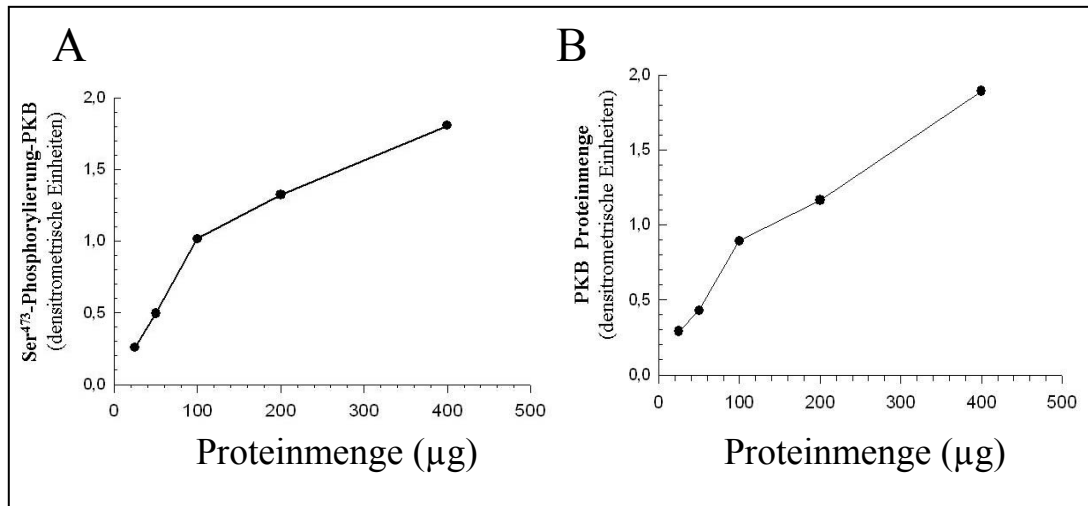 A
Ser⁴⁷³-Phosphorylierung-PKB
(densitrometrische Einheiten)
2,0
1,5
1,0
0,5
0,0
0 100 200 300 400 500
Proteinmenge (µg)
B
PKB Proteinmenge
(densitrometrische Einheiten)
2,0
1,5
1,0
0,5
0,0
0 100 200 300 400 500
Proteinmenge (µg)